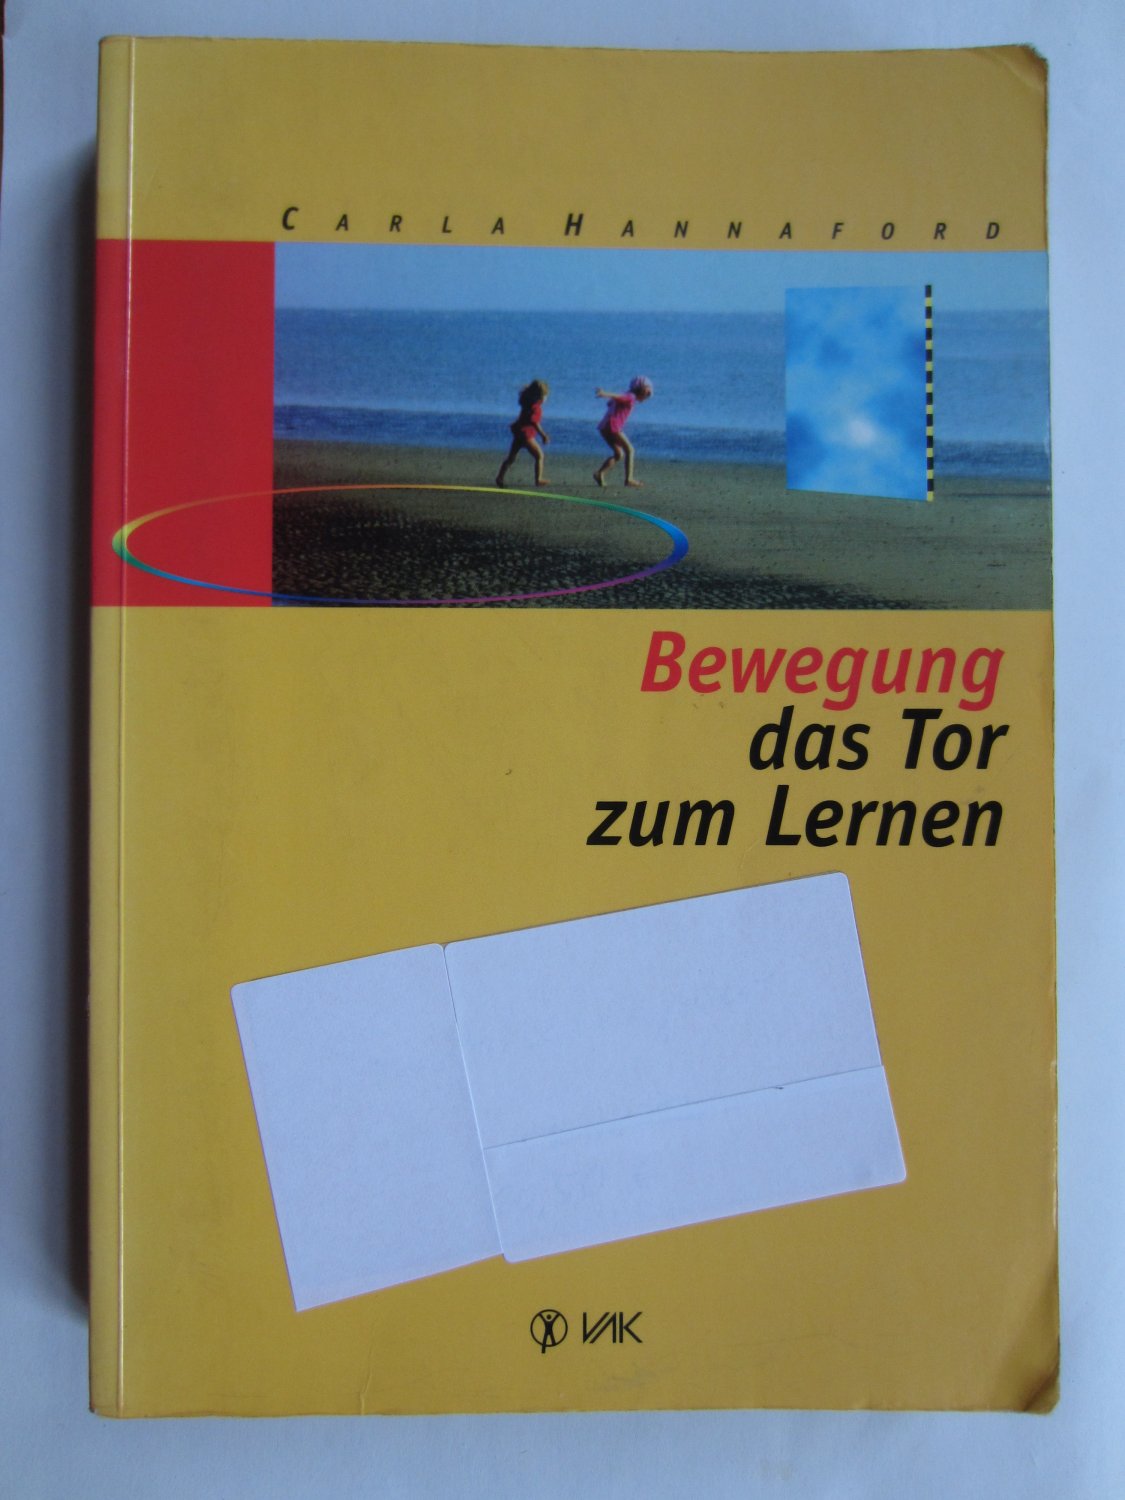 CARLA HANNAFORD
Bewegung
das Tor
zum Lernen
VAK